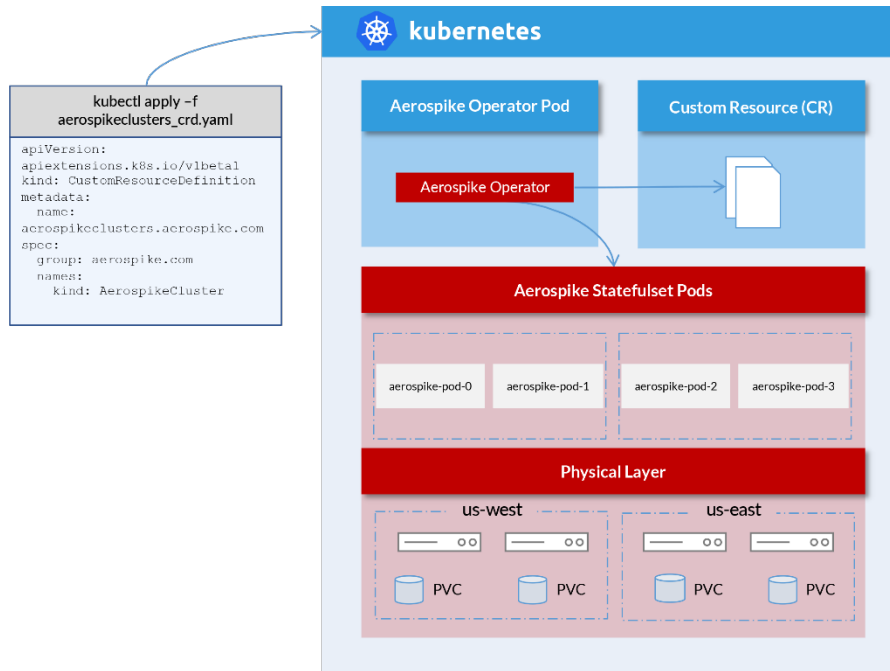 kubernetes
kubectl apply –f
aerospikeclusters_crd.yaml
apiVersion:
apiextensions.k8s.io/v1beta1
kind: CustomResourceDefinition
metadata:
  name:
aerospikeclusters.aerospike.com
spec:
  group: aerospike.com
  names:
    kind: AerospikeCluster
Aerospike Operator Pod
Custom Resource (CR)
Aerospike Operator
Aerospike Statefulset Pods
aerospike-pod-0
aerospike-pod-1
aerospike-pod-2
aerospike-pod-3
Physical Layer
us-west
us-east
PVC
PVC
PVC
PVC